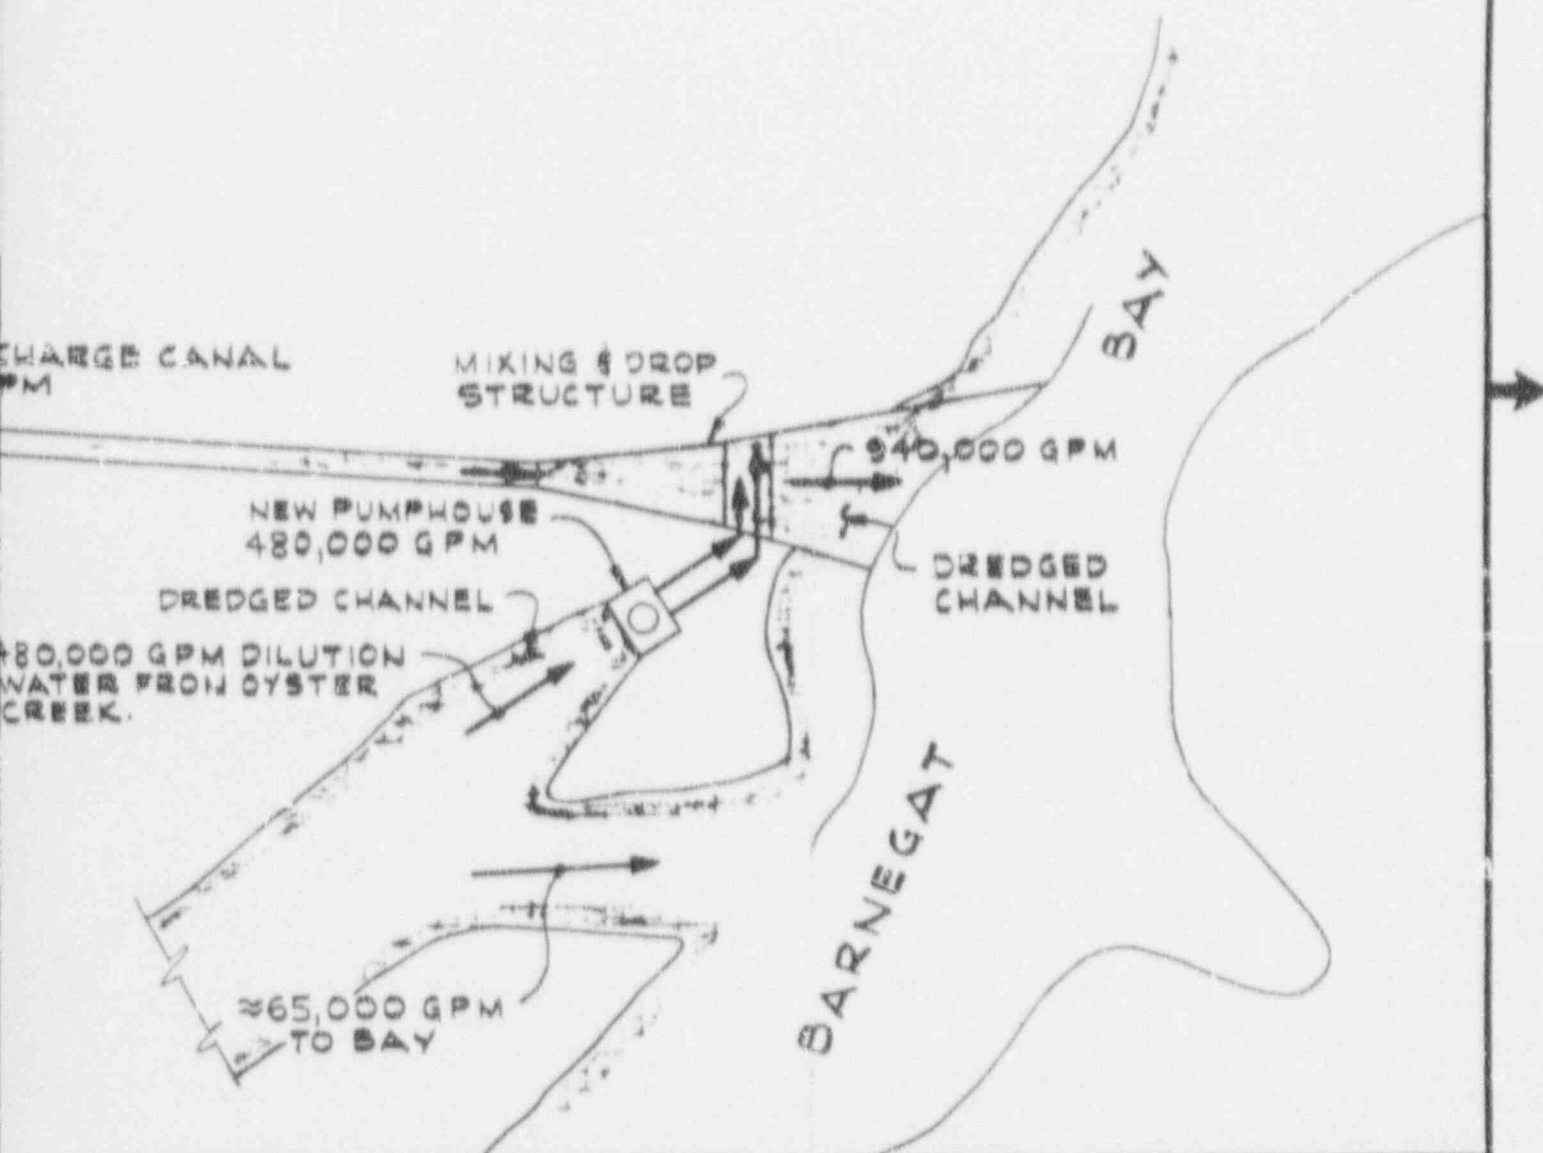 BAY
CHARGE CANAL
PM
MIXING & DROP
STRUCTURE
940,000 GPM
NEW PUMPHOUSE
480,000 GPM
DREDGED
CHANNEL
DREDGED CHANNEL
480,000 GPM DILUTION
WATER FROM OYSTER
CREEK.
BARNEGAT
≈65,000 GPM
TO BAY